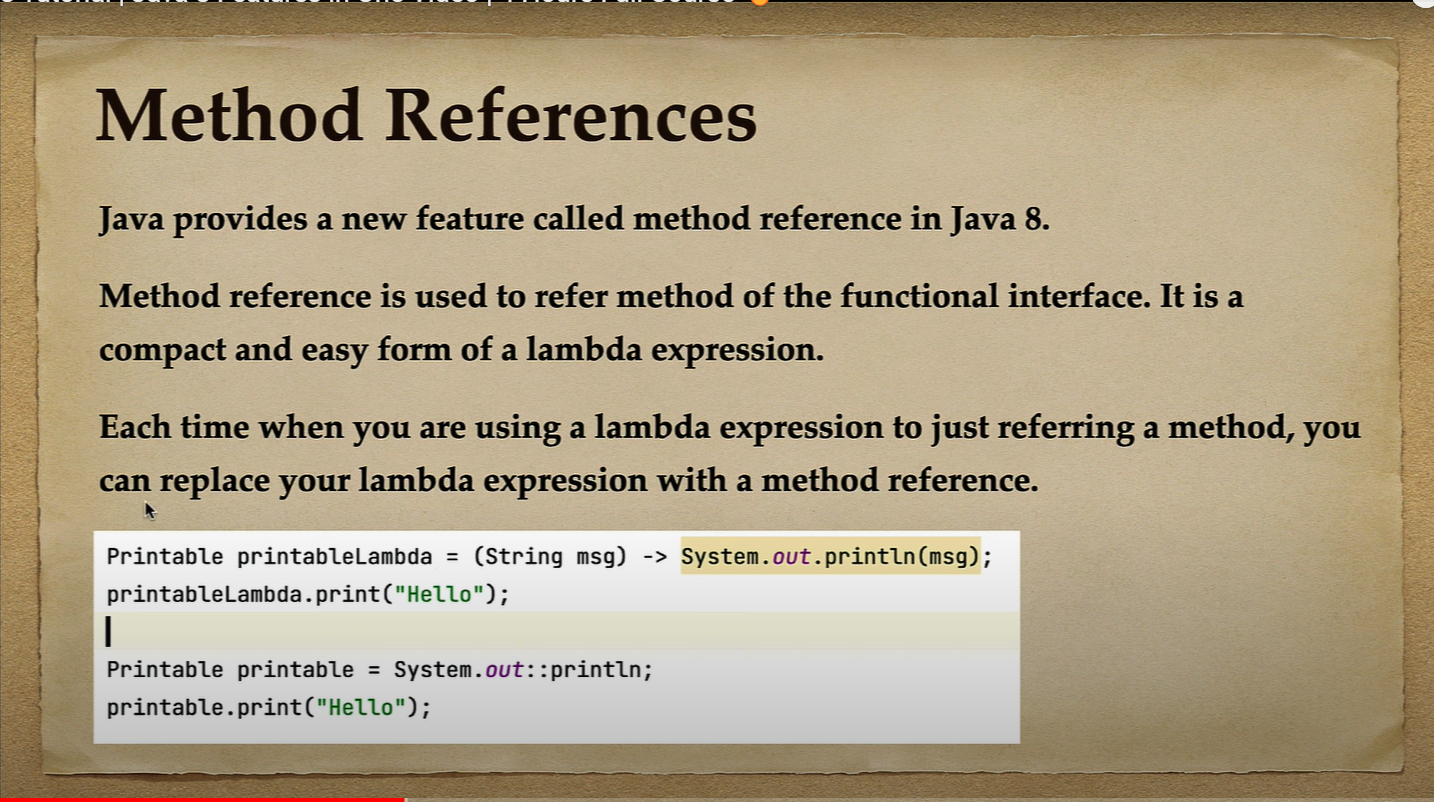 Method References
Java provides a new feature called method reference in Java 8.
Method reference is used to refer method of the functional interface. It is a
compact and easy form of a lambda expression.
Each time when you are using a lambda expression to just referring a method, you
can replace your lambda expression with a method reference.
Printable printableLambda = (String msg) -> System.out.println(msg);
printableLambda.print("Hello");
Printable printable = System.out::println;
printable.print("Hello");